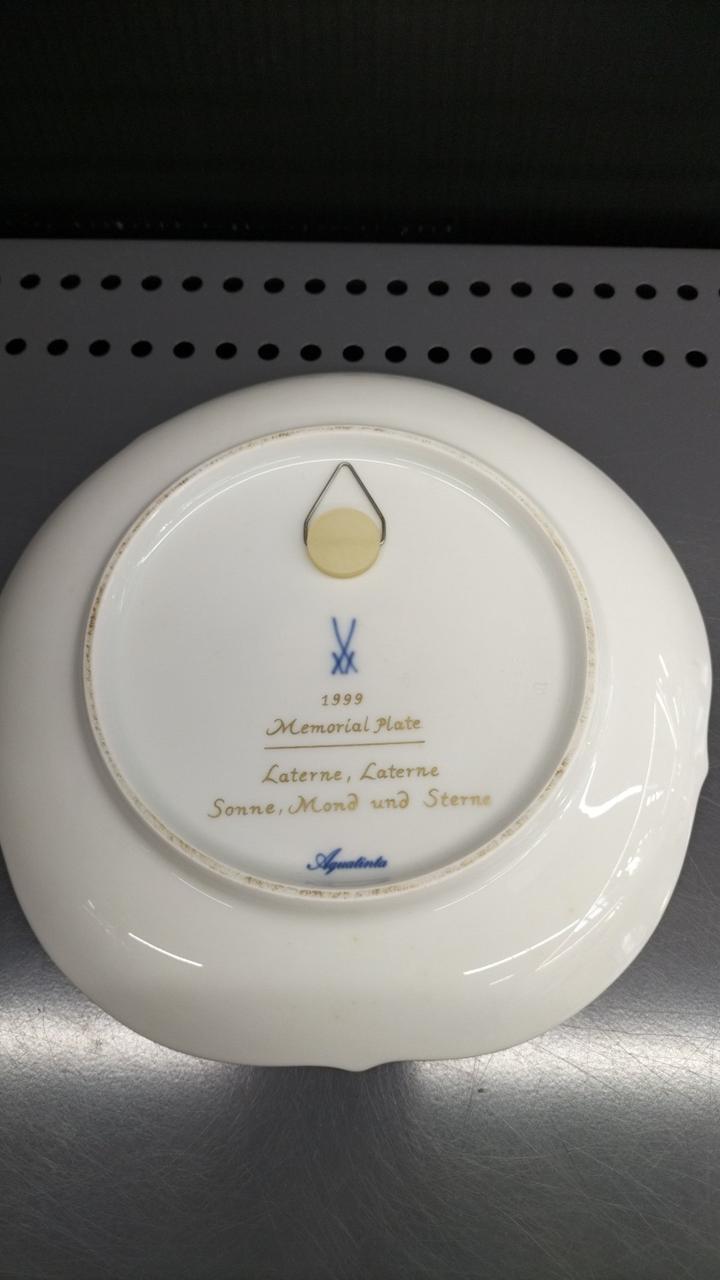 1999
Memorial Plate
Laterne, Laterne
Sonne, Mond und Sterne
Aquatinta